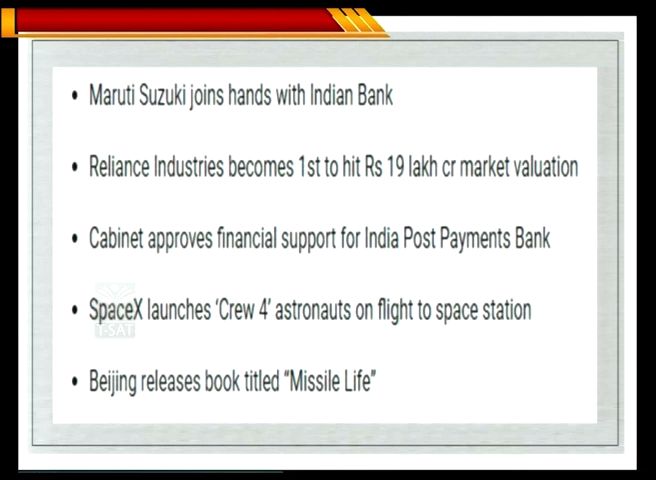 • Maruti Suzuki joins hands with Indian Bank
• Reliance Industries becomes 1st to hit Rs 19 lakh cr market valuation
• Cabinet approves financial support for India Post Payments Bank
• SpaceX launches ‘Crew 4’ astronauts on flight to space station
T-SAT
• Beijing releases book titled “Missile Life”